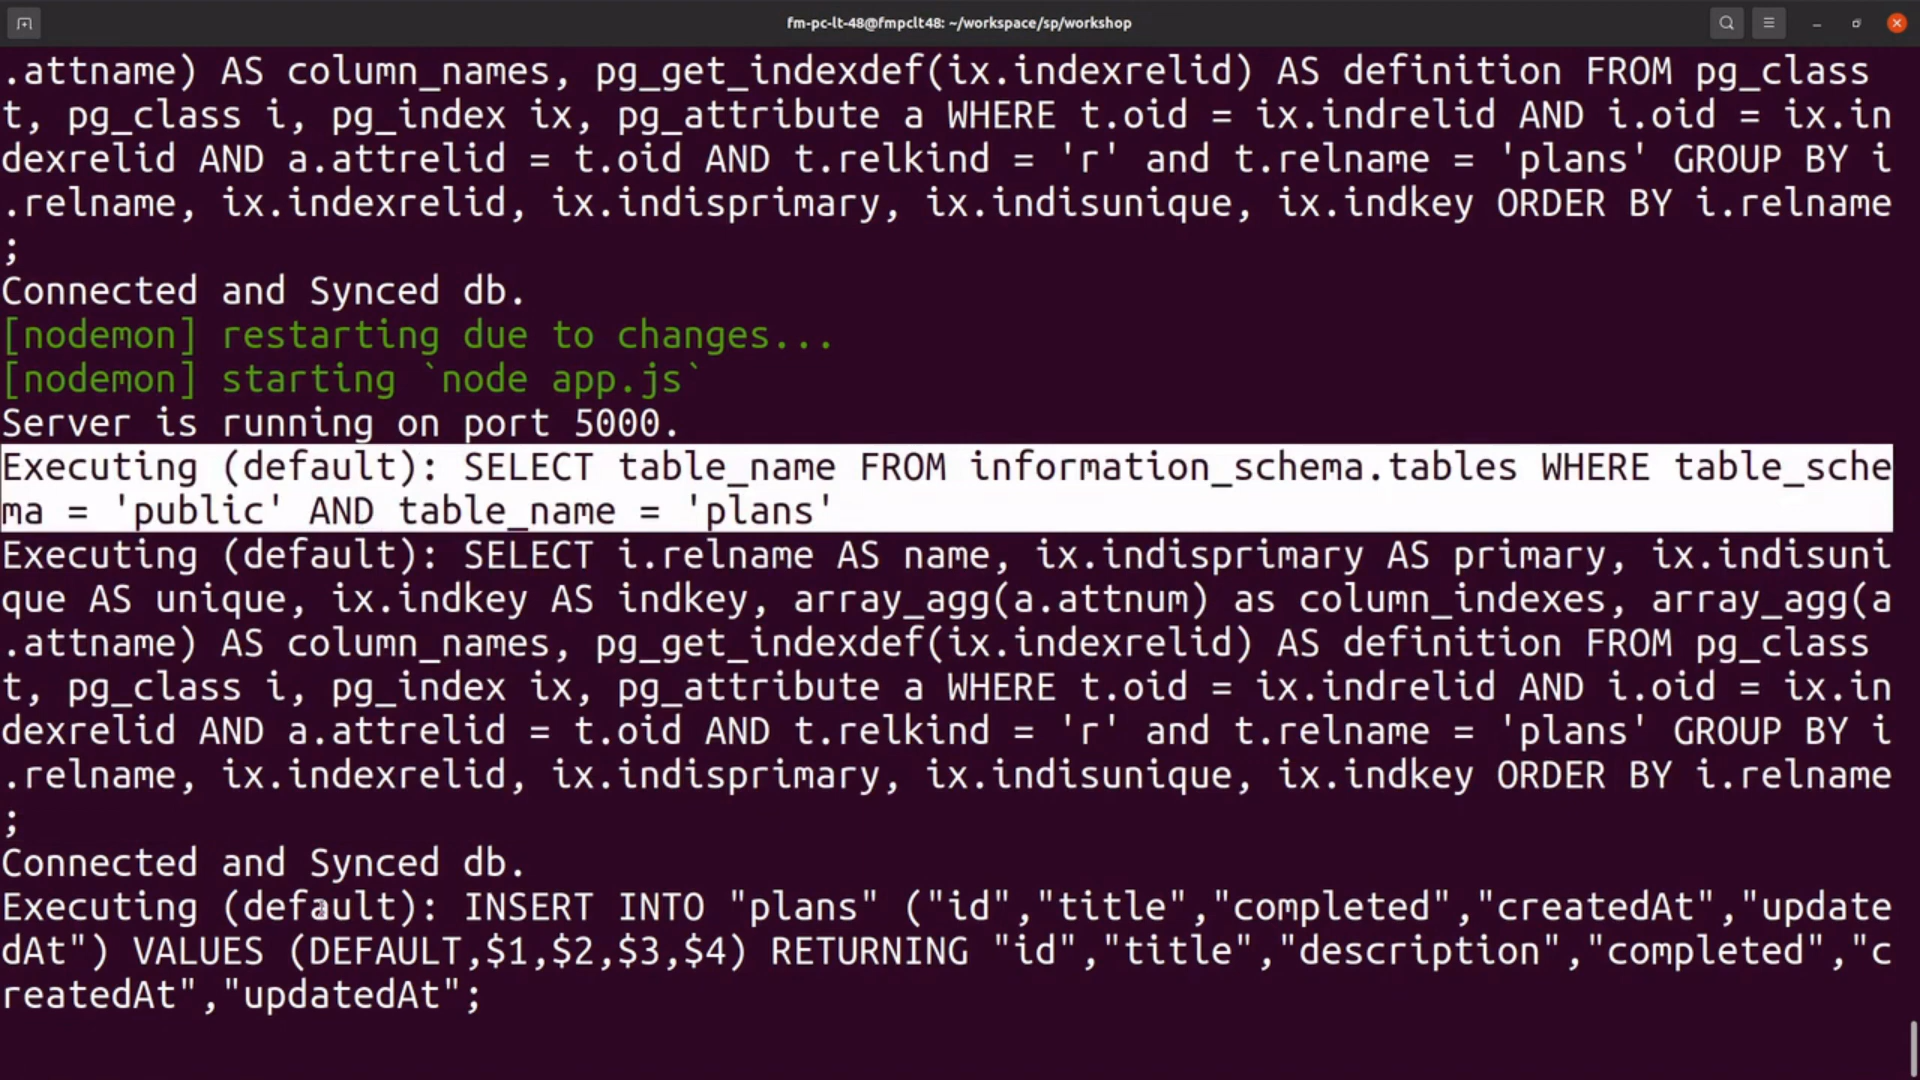 fm-pc-lt-48@fmpclt48: ~/workspace/sp/workshop
.attname) AS column_names, pg_get_indexdef(ix.indexrelid) AS definition FROM pg_class
t, pg_class i, pg_index ix, pg_attribute a WHERE t.oid = ix.indrelid AND i.oid = ix.in
dexrelid AND a.attrelid = t.oid AND t.relkind = 'r' and t.relname = 'plans' GROUP BY i
.relname, ix.indexrelid, ix.indisprimary, ix.indisunique, ix.indkey ORDER BY i.relname
;
Connected and Synced db.
[nodemon] restarting due to changes...
[nodemon] starting `node app.js`
Server is running on port 5000.
Executing (default): SELECT table_name FROM information_schema.tables WHERE table_sche
ma = 'public' AND table_name = 'plans'
Executing (default): SELECT i.relname AS name, ix.indisprimary AS primary, ix.indisuni
que AS unique, ix.indkey AS indkey, array_agg(a.attnum) as column_indexes, array_agg(a
.attname) AS column_names, pg_get_indexdef(ix.indexrelid) AS definition FROM pg_class
t, pg_class i, pg_index ix, pg_attribute a WHERE t.oid = ix.indrelid AND i.oid = ix.in
dexrelid AND a.attrelid = t.oid AND t.relkind = 'r' and t.relname = 'plans' GROUP BY i
.relname, ix.indexrelid, ix.indisprimary, ix.indisunique, ix.indkey ORDER BY i.relname
;
Connected and Synced db.
Executing (default): INSERT INTO "plans" ("id","title","completed","createdAt","update
dAt") VALUES (DEFAULT,$1,$2,$3,$4) RETURNING "id","title","description","completed","c
reatedAt","updatedAt";